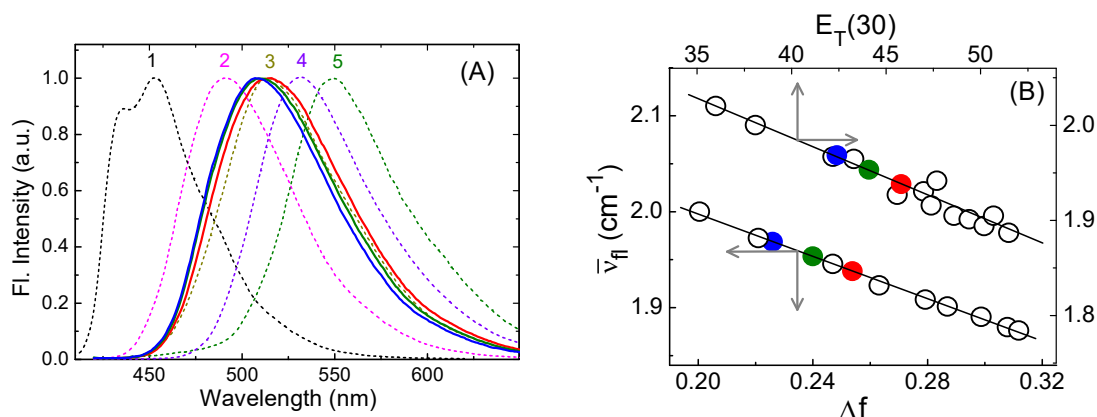 1 2 3 4 5
(A)
1.0
0.8
0.6
0.4
0.2
0.0
Fl. Intensity (a.u.)
450 500 550 600
Wavelength (nm)
E_T(30)
35 40 45 50
(B)
2.1
2.0
1.9
ν̅_fl (cm⁻¹)
2.0
1.9
1.8
0.20 0.24 0.28 0.32
Δf